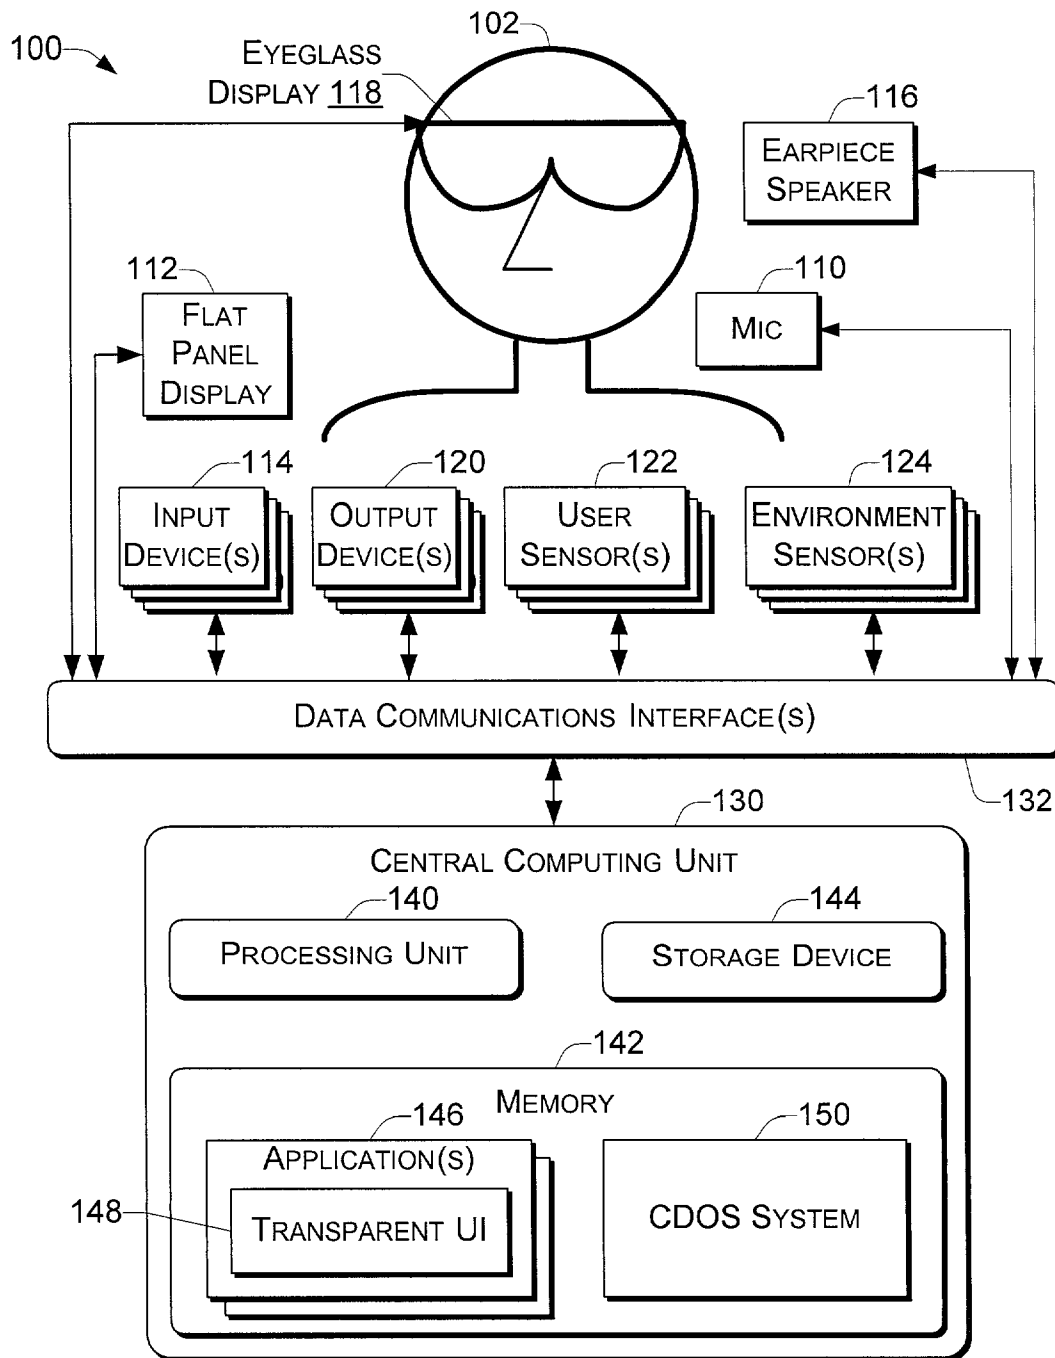 100
102
EYEGLASS
DISPLAY 118
116
EARPIECE
SPEAKER
112
FLAT
PANEL
DISPLAY
110
MIC
114
INPUT
DEVICE(S)
120
OUTPUT
DEVICE(S)
122
USER
SENSOR(S)
124
ENVIRONMENT
SENSOR(S)
DATA COMMUNICATIONS INTERFACE(S)
132
130
CENTRAL COMPUTING UNIT
140
PROCESSING UNIT
144
STORAGE DEVICE
142
MEMORY
146
APPLICATION(S)
148
TRANSPARENT UI
150
CDOS SYSTEM